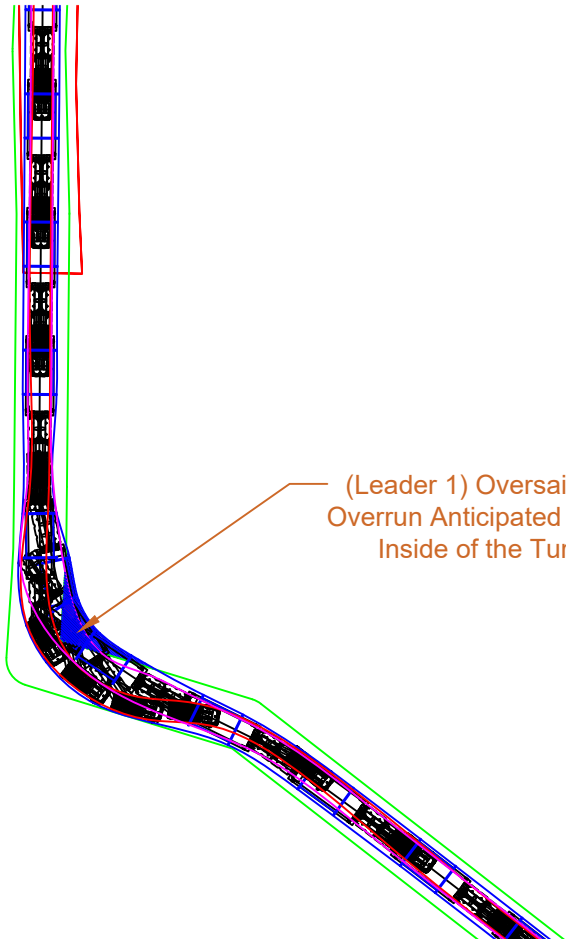 (Leader 1) Oversai
Overrun Anticipated
Inside of the Tur